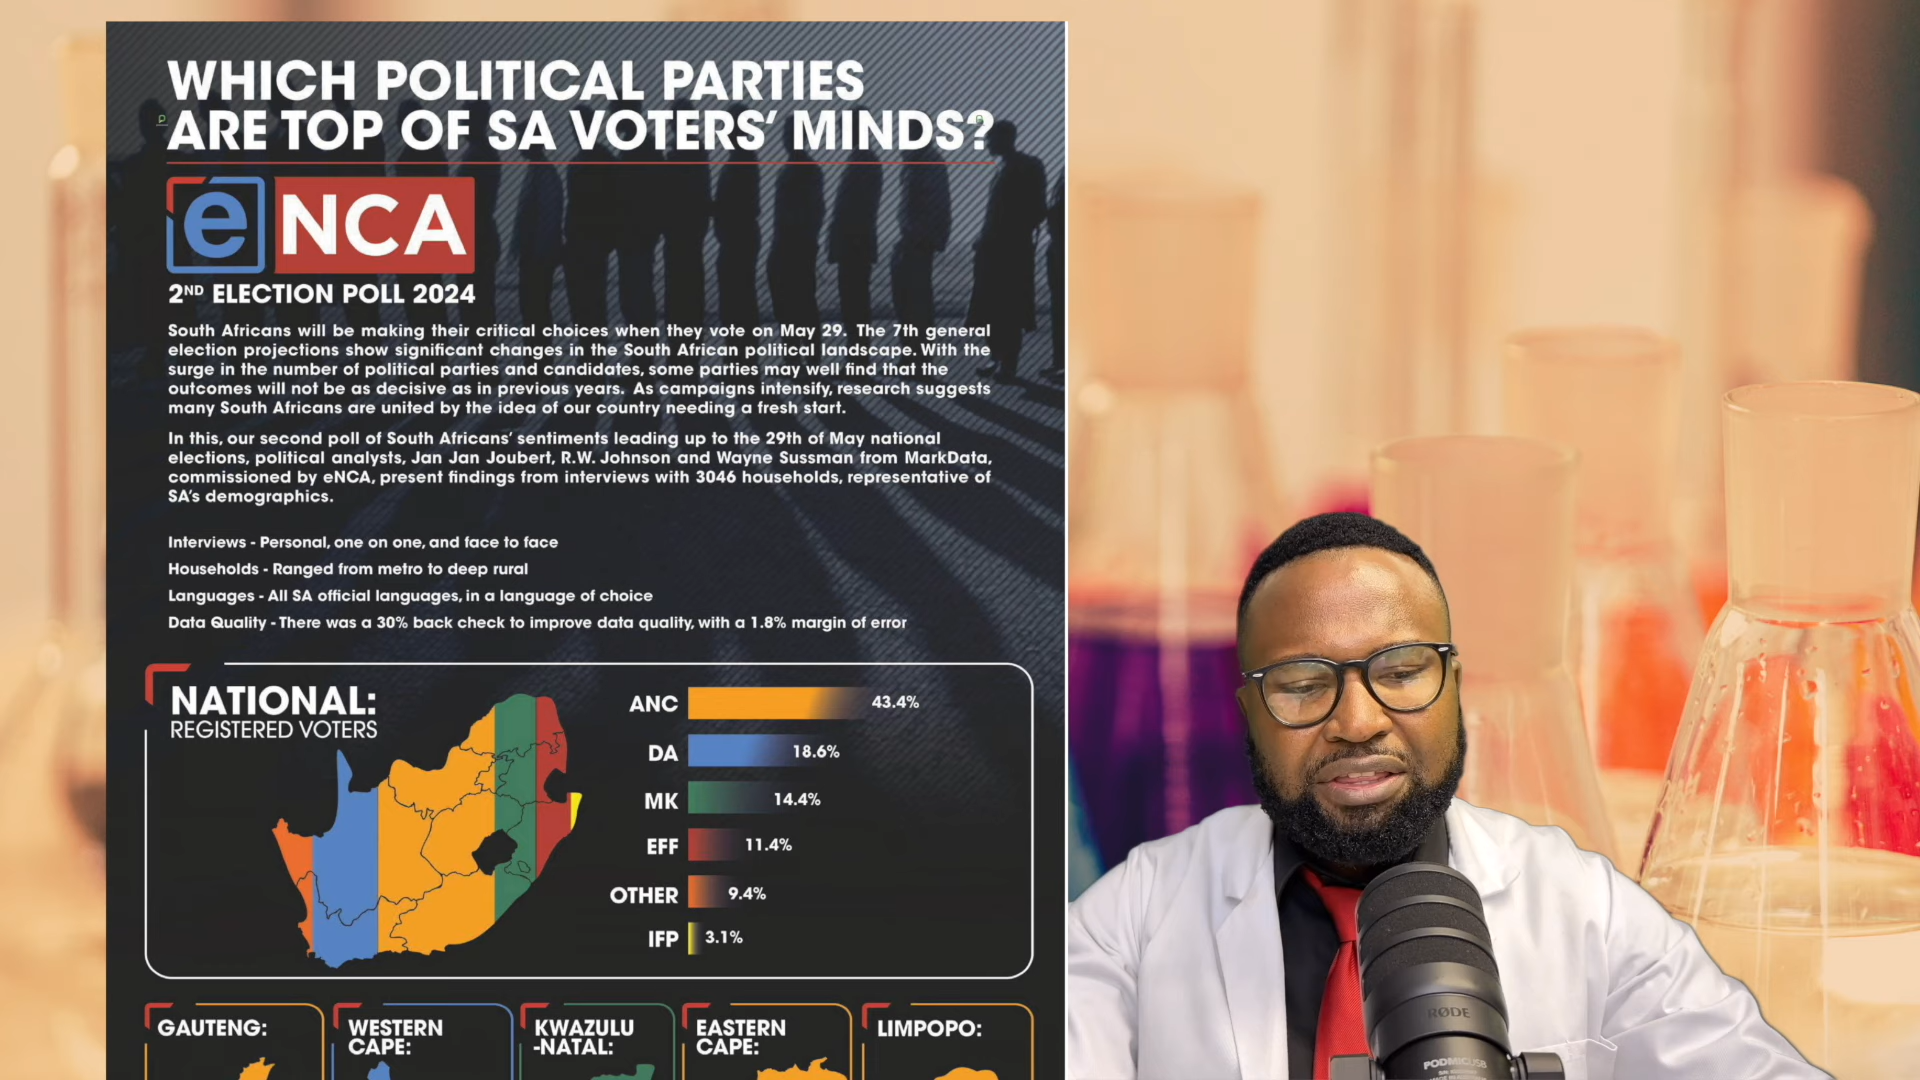 WHICH POLITICAL PARTIES
ARE TOP OF SA VOTERS' MINDS?
eNCA
2ND ELECTION POLL 2024
South Africans will be making their critical choices when they vote on May 29. The 7th general
election projections show significant changes in the South African political landscape. With the
surge in the number of political parties and candidates, some parties may well find that the
outcomes will not be as decisive as in previous years. As campaigns intensify, research suggests
many South Africans are united by the idea of our country needing a fresh start.
In this, our second poll of South Africans' sentiments leading up to the 29th of May national
elections, political analysts, Jan Jan Joubert, R.W. Johnson and Wayne Sussman from MarkData,
commissioned by eNCA, present findings from interviews with 3046 households, representative of
SA's demographics.
Interviews - Personal, one on one, and face to face
Households - Ranged from metro to deep rural
Languages - All SA official languages, in a language of choice
Data Quality - There was a 30% back check to improve data quality, with a 1.8% margin of error
NATIONAL:
REGISTERED VOTERS
ANC 43.4%
DA 18.6%
MK 14.4%
EFF 11.4%
OTHER 9.4%
IFP 3.1%
GAUTENG:
WESTERN
CAPE:
KWAZULU
-NATAL:
EASTERN
CAPE:
LIMPOPO:
RØDE
PODMIC USB